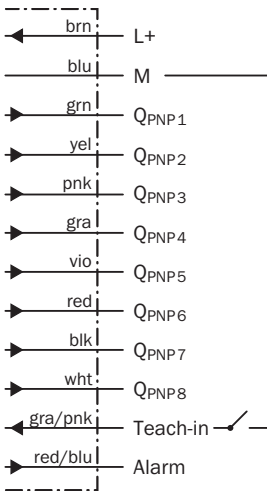 brn L+
blu M
grn QPNP1
yel QPNP2
pnk QPNP3
gra QPNP4
vio QPNP5
red QPNP6
blk QPNP7
wht QPNP8
gra/pnk Teach-in
red/blu Alarm